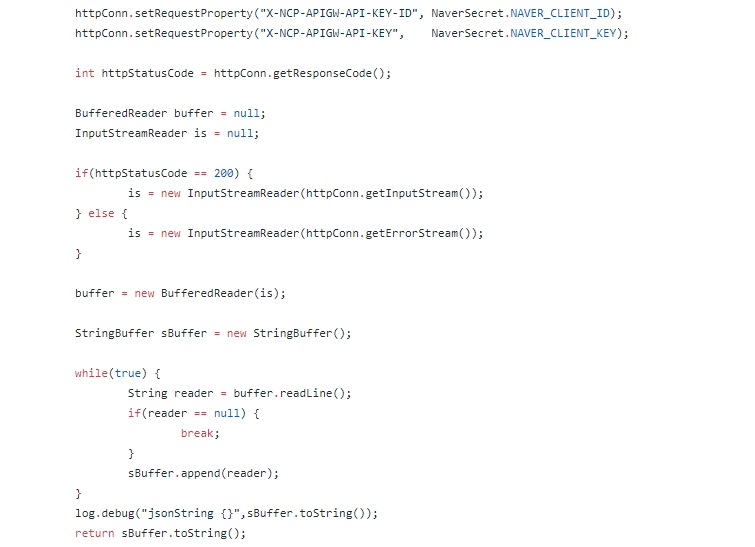 httpConn.setRequestProperty("X-NCP-APIGW-API-KEY-ID", NaverSecret.NAVER_CLIENT_ID);
httpConn.setRequestProperty("X-NCP-APIGW-API-KEY",    NaverSecret.NAVER_CLIENT_KEY);
int httpStatusCode = httpConn.getResponseCode();
BufferedReader buffer = null;
InputStreamReader is = null;
if(httpStatusCode == 200) {
        is = new InputStreamReader(httpConn.getInputStream());
} else {
        is = new InputStreamReader(httpConn.getErrorStream());
}
buffer = new BufferedReader(is);
StringBuffer sBuffer = new StringBuffer();
while(true) {
        String reader = buffer.readLine();
        if(reader == null) {
                break;
        }
        sBuffer.append(reader);
}
log.debug("jsonString {}",sBuffer.toString());
return sBuffer.toString();